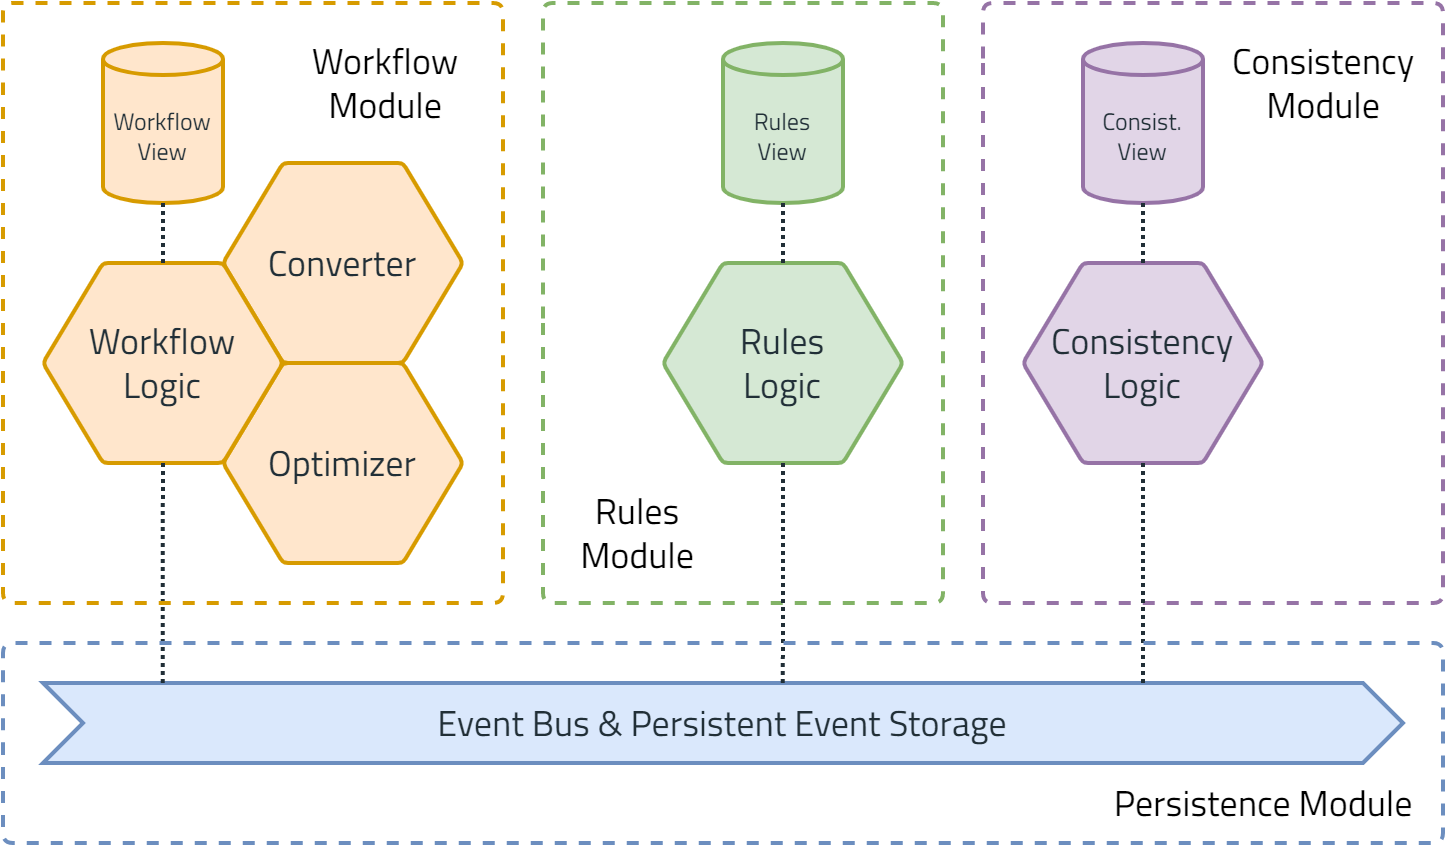 Workflow
Module
Workflow
View
Converter
Workflow
Logic
Optimizer
Rules
View
Rules
Logic
Rules
Module
Consistency
Module
Consist.
View
Consistency
Logic
Event Bus & Persistent Event Storage
Persistence Module